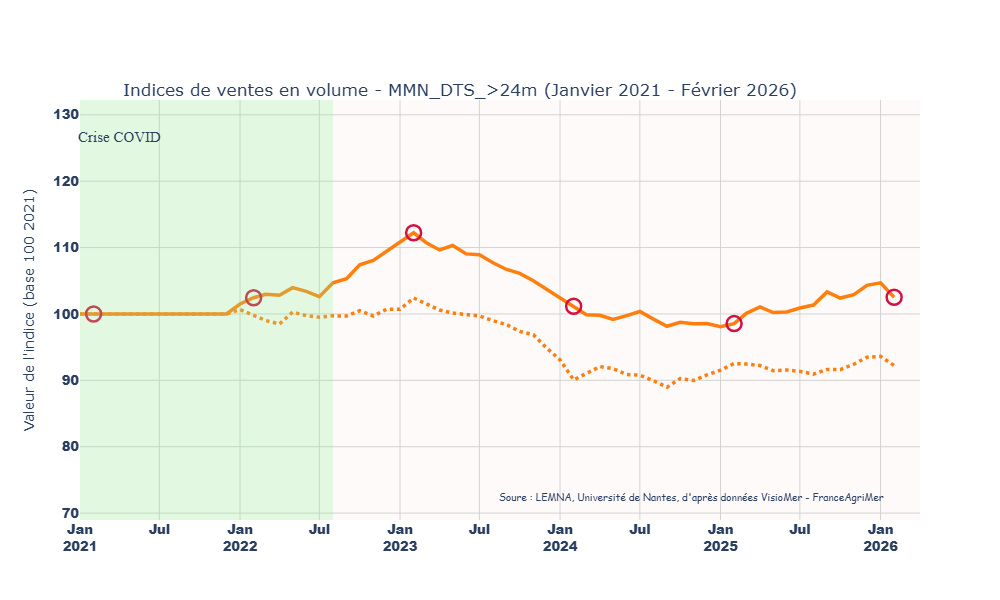 Indices de ventes en volume - MMN_DTS_>24m (Janvier 2021 - Février 2026)
Valeur de l'indice (base 100 2021)
130
Crise COVID
120
110
100
90
80
70
Soure : LEMNA, Université de Nantes, d'après données VisioMer - FranceAgriMer
Jan Jul Jan Jul Jan Jul Jan Jul Jan Jul Jan
2021 2022 2023 2024 2025 2026